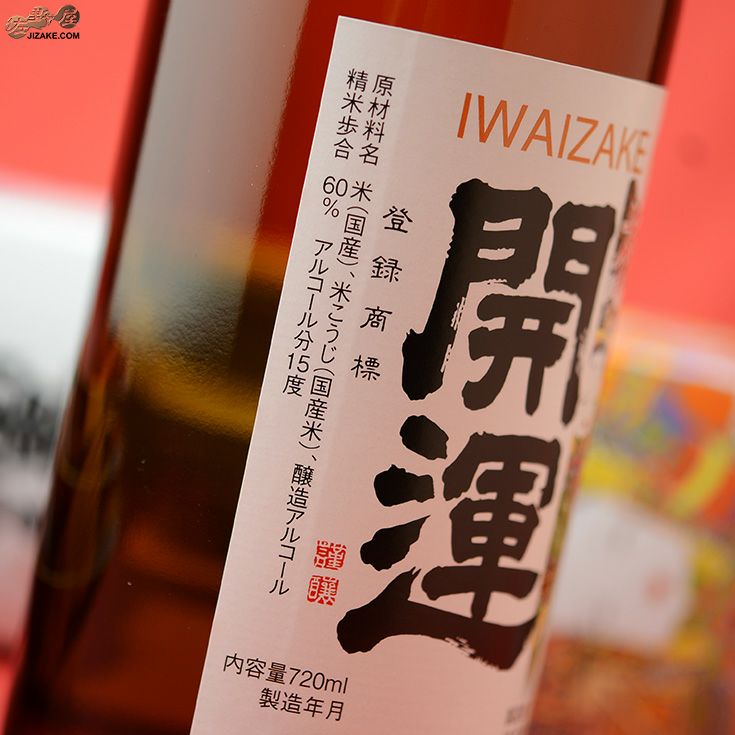 JIZAKE.COM
IWAIZAKE
開運
登録商標
原材料名 米(国産)、米こうじ(国産米)、醸造アルコール
精米歩合 60% アルコール分15度
謹醸
内容量720ml
製造年月